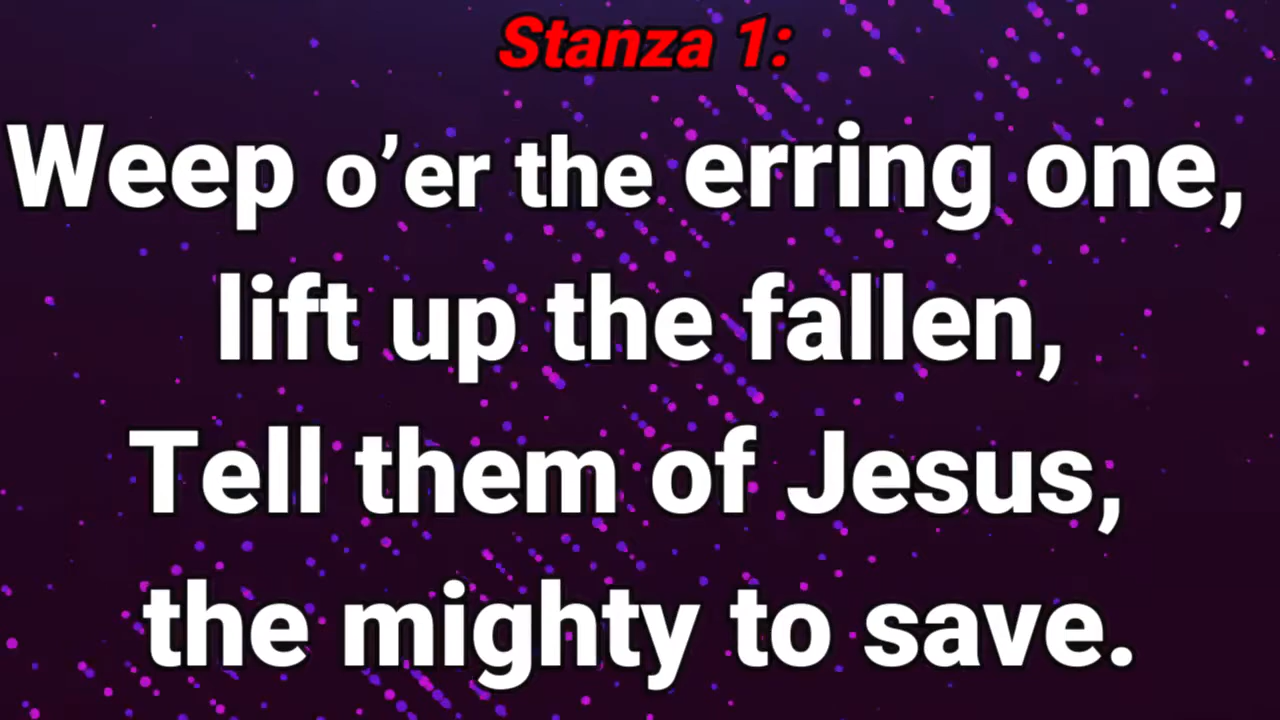 Stanza 1:
Weep o’er the erring one,
lift up the fallen,
Tell them of Jesus,
the mighty to save.